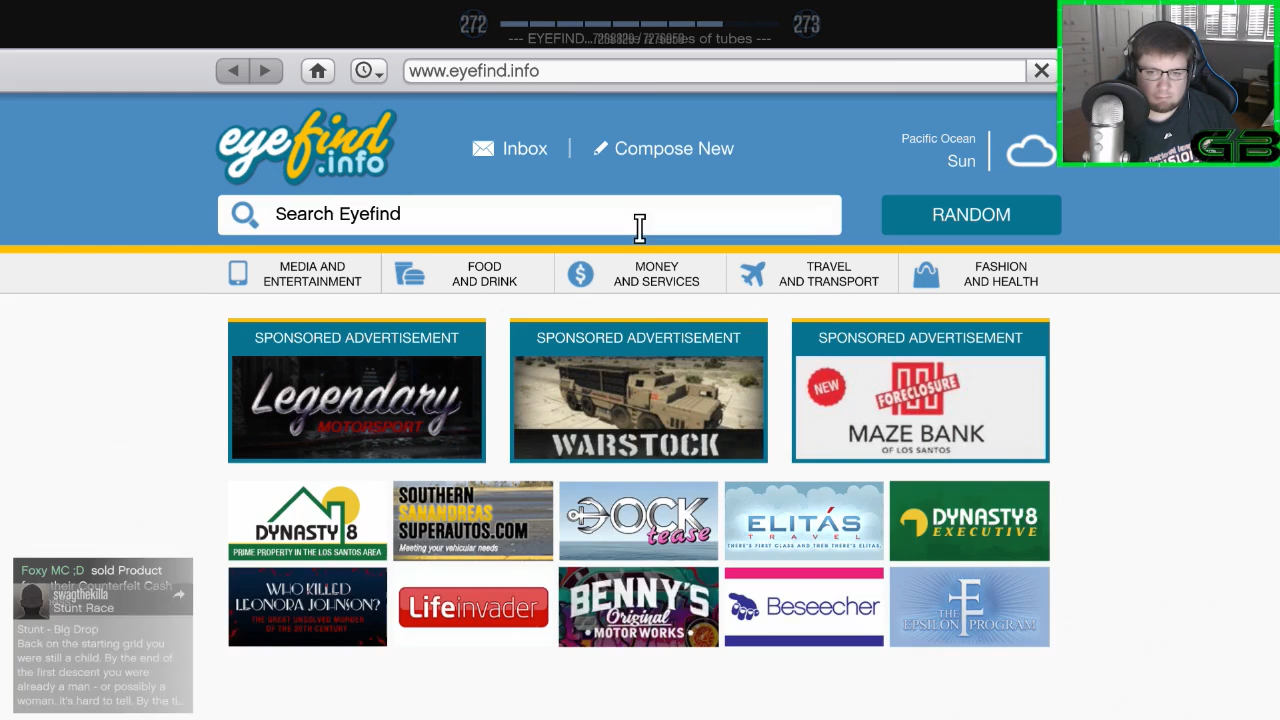 272
273
--- EYEFIND... of tubes ---
www.eyefind.info
eyefind
.info
Inbox
Compose New
Pacific Ocean
Sun
Search Eyefind
RANDOM
GB
MEDIA AND
ENTERTAINMENT
FOOD
AND DRINK
MONEY
AND SERVICES
TRAVEL
AND TRANSPORT
FASHION
AND HEALTH
SPONSORED ADVERTISEMENT
Legendary
MOTORSPORT
SPONSORED ADVERTISEMENT
WARSTOCK
SPONSORED ADVERTISEMENT
NEW
FORECLOSURE
MAZE BANK
OF LOS SANTOS
DYNASTY 8
PRIME PROPERTY IN THE LOS SANTOS AREA
SOUTHERN
SANANDREAS
SUPERAUTOS.COM
Meeting your vehicular needs
DOCK
tease
ELITÁS
TRAVEL
THERE'S FIRST CLASS AND THEN THERE'S ELITAS.
DYNASTY 8
EXECUTIVE
WHO KILLED
LEONORA JOHNSON?
THE GREAT UNSOLVED MURDER
OF THE 20TH CENTURY
Lifeinvader
BENNY'S
Original
MOTOR WORKS
Beseecher
THE
EPSILON PROGRAM
Foxy MC ;D sold Product
from their Counterfeit Cash
swagthekilla
Stunt Race
Stunt - Big Drop
Back on the starting grid you
were still a child. By the end of
the first descent you were
already a man - or possibly a
woman, it's hard to tell. By the ti...